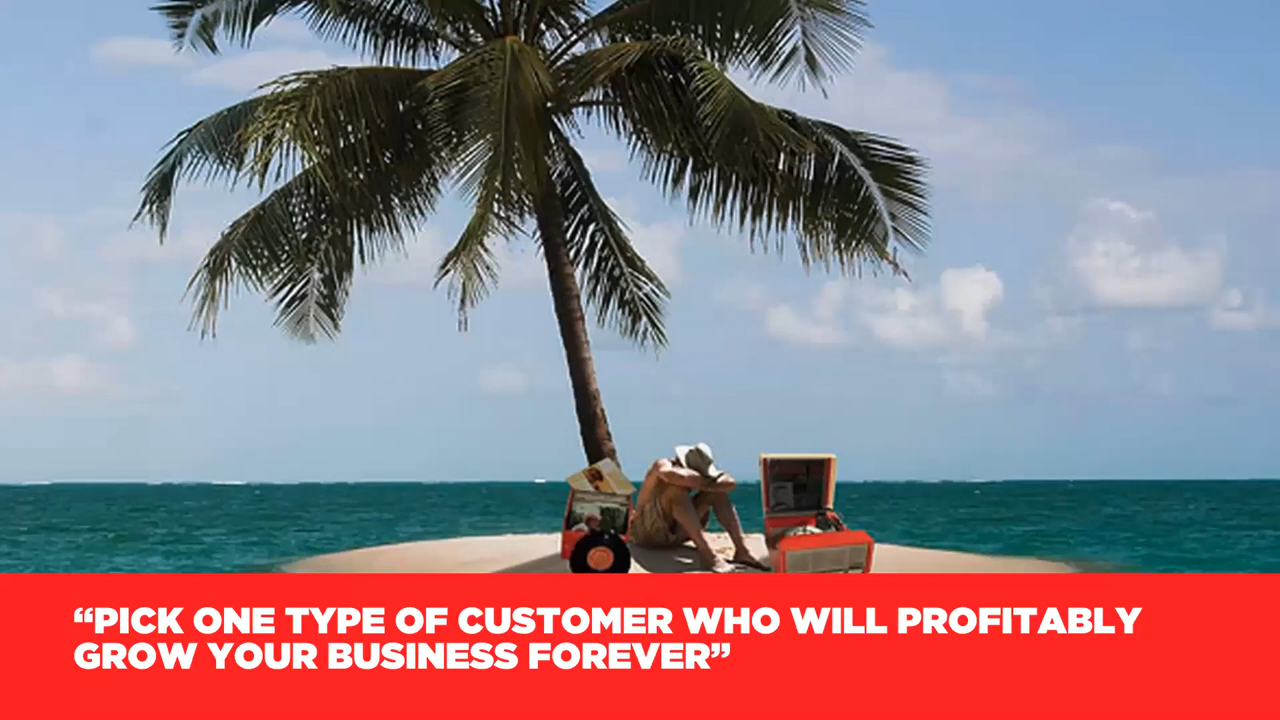 “PICK ONE TYPE OF CUSTOMER WHO WILL PROFITABLY
GROW YOUR BUSINESS FOREVER”